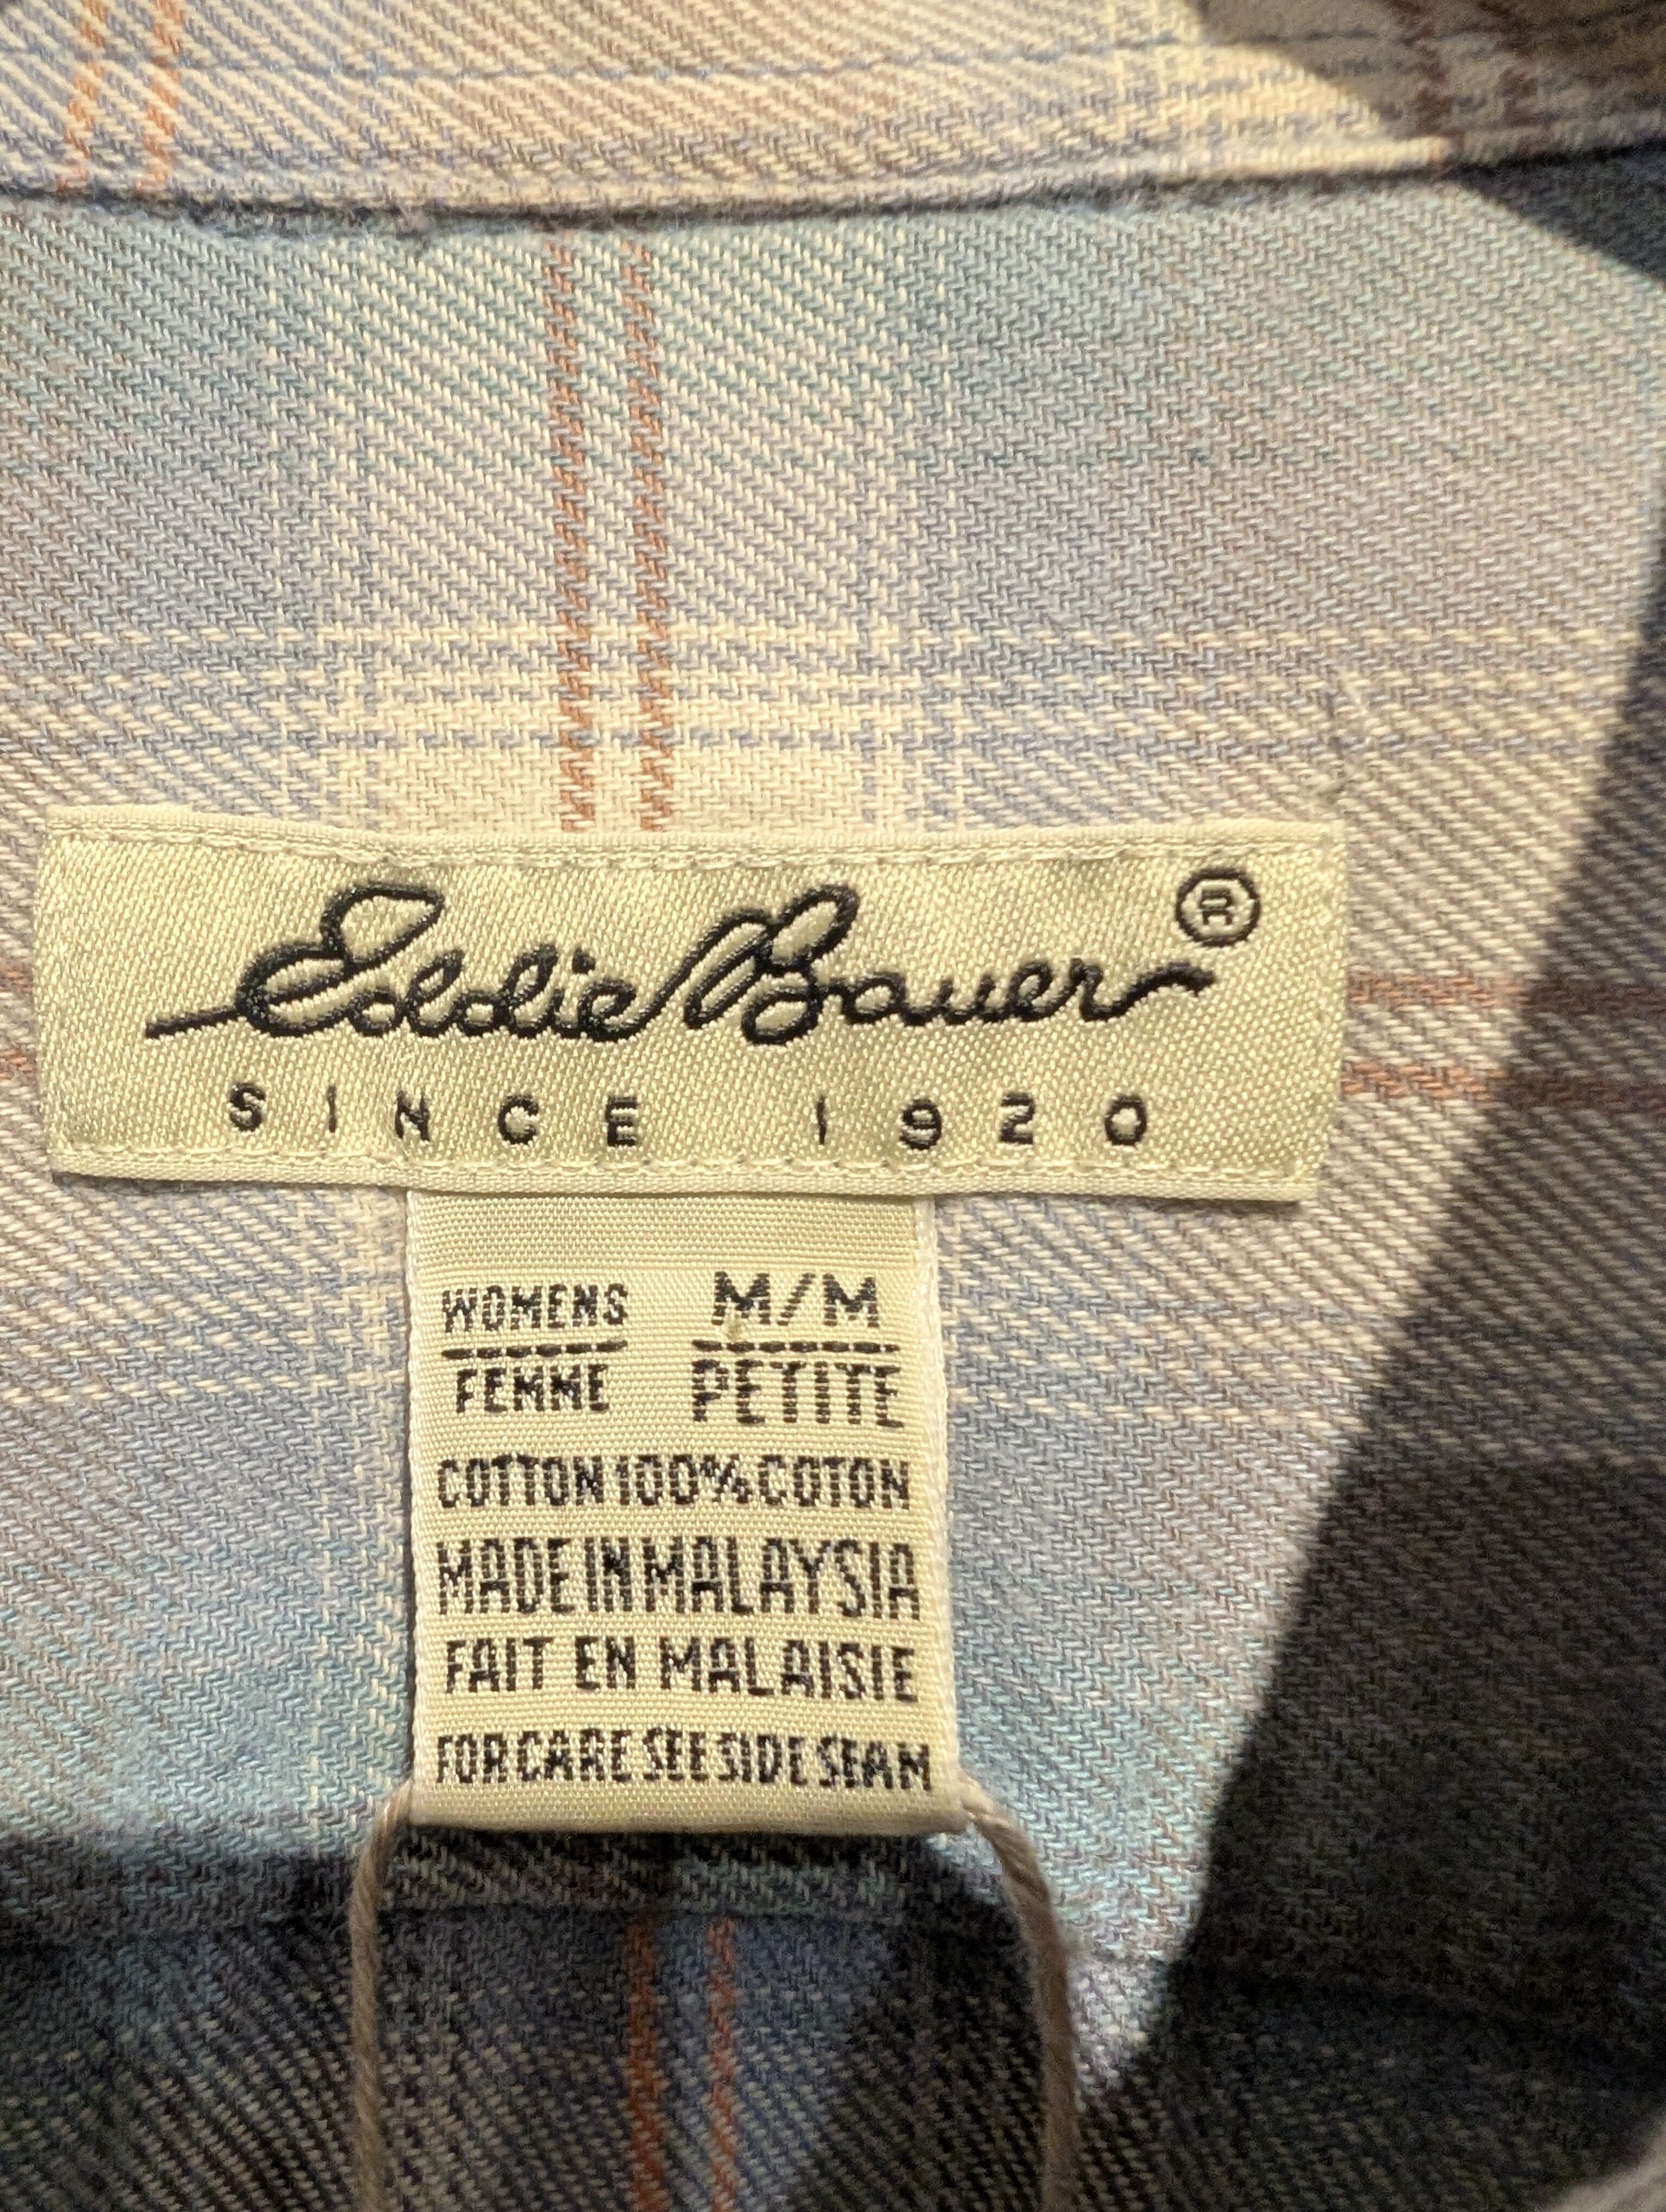 Eddie Bauer®
SINCE 1920
WOMENS M/M
FEMME PETITE
COTTON 100% COTON
MADE IN MALAYSIA
FAIT EN MALAISIE
FOR CARE SEE SIDE SEAM